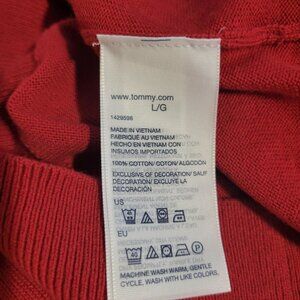 www.tommy.com
L/G
1429598
MADE IN VIETNAM
FABRIQUÉ AU VIETNAM
HECHO EN VIETNAM CON
INSUMOS IMPORTADOS
100% COTTON/ COTON/ALGODÓN
EXCLUSIVE OF DECORATION/ SAUF
DÉCORATION/ EXCLUYE LA
DECORACIÓN
US
EU
40
P
MACHINE WASH WARM, GENTLE
CYCLE. WASH WITH LIKE COLORS.